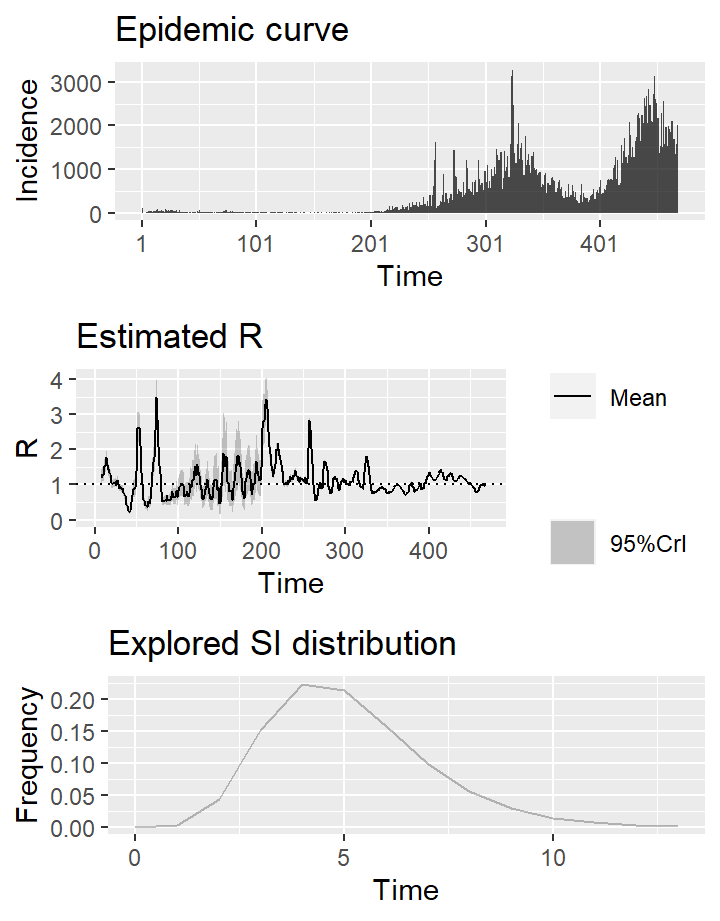 Epidemic curve
3000
2000
1000
0
Incidence
1 101 201 301 401
Time
Estimated R
4
3
2
1
0
R
0 100 200 300 400
Time
Mean
95%CrI
Explored SI distribution
0.20
0.15
0.10
0.05
0.00
Frequency
0 5 10
Time